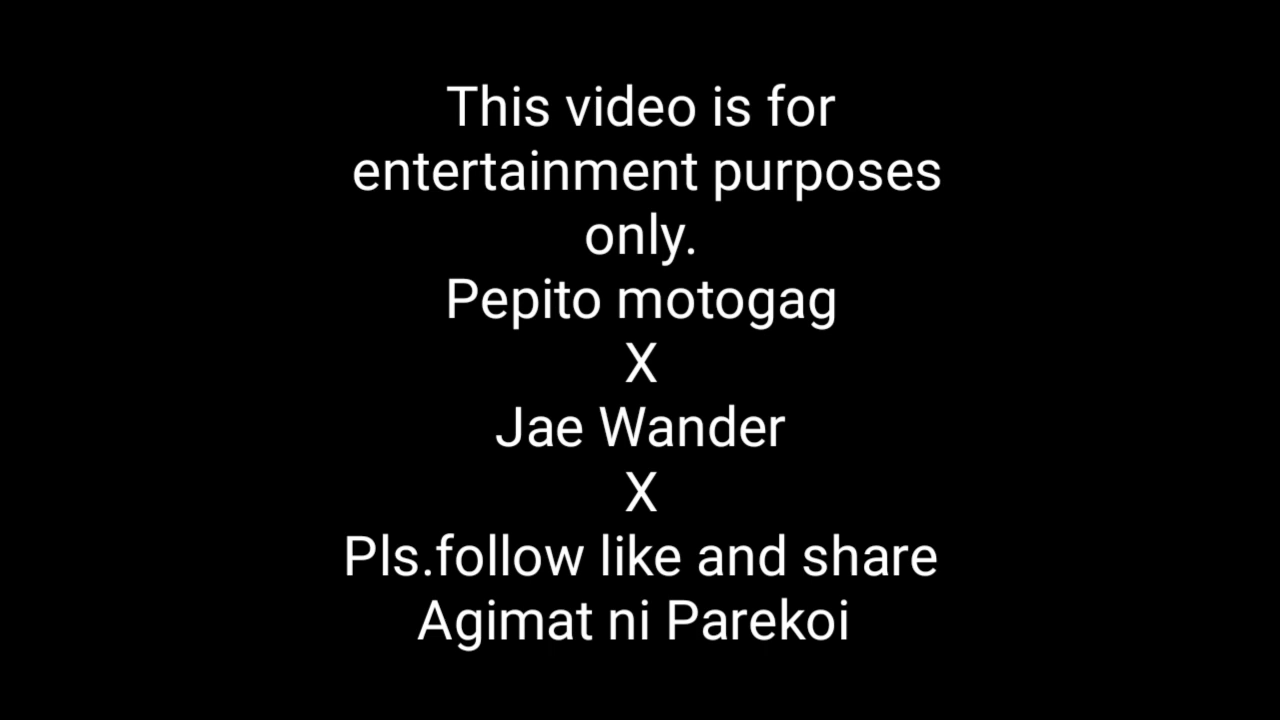 This video is for
entertainment purposes
only.
Pepito motogag
X
Jae Wander
X
Pls.follow like and share
Agimat ni Parekoi